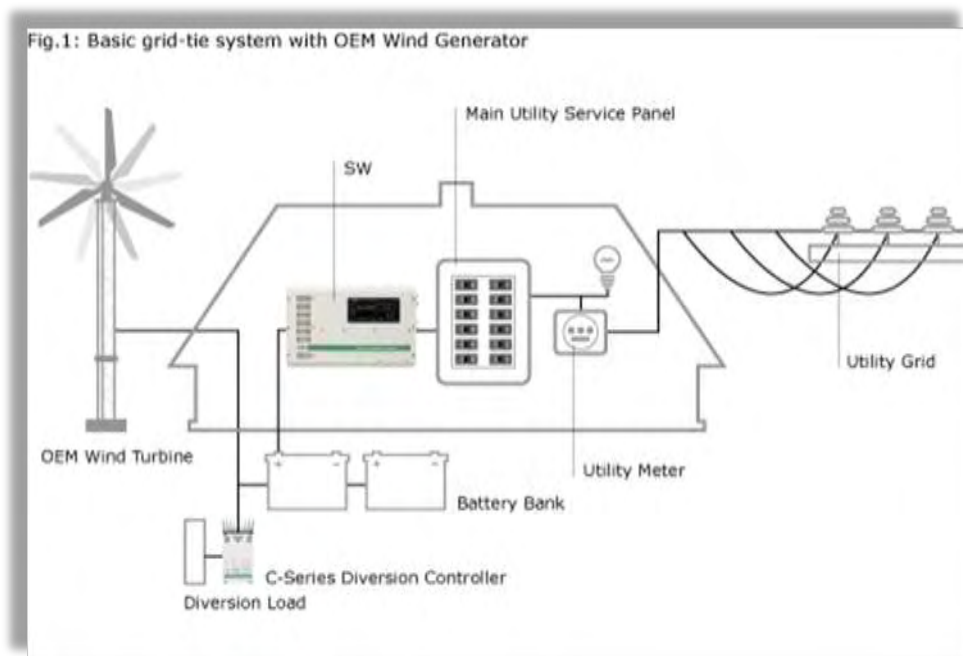 Fig.1: Basic grid-tie system with OEM Wind Generator
Main Utility Service Panel
SW
Utility Grid
OEM Wind Turbine
Utility Meter
+ - + -
Battery Bank
C-Series Diversion Controller
Diversion Load